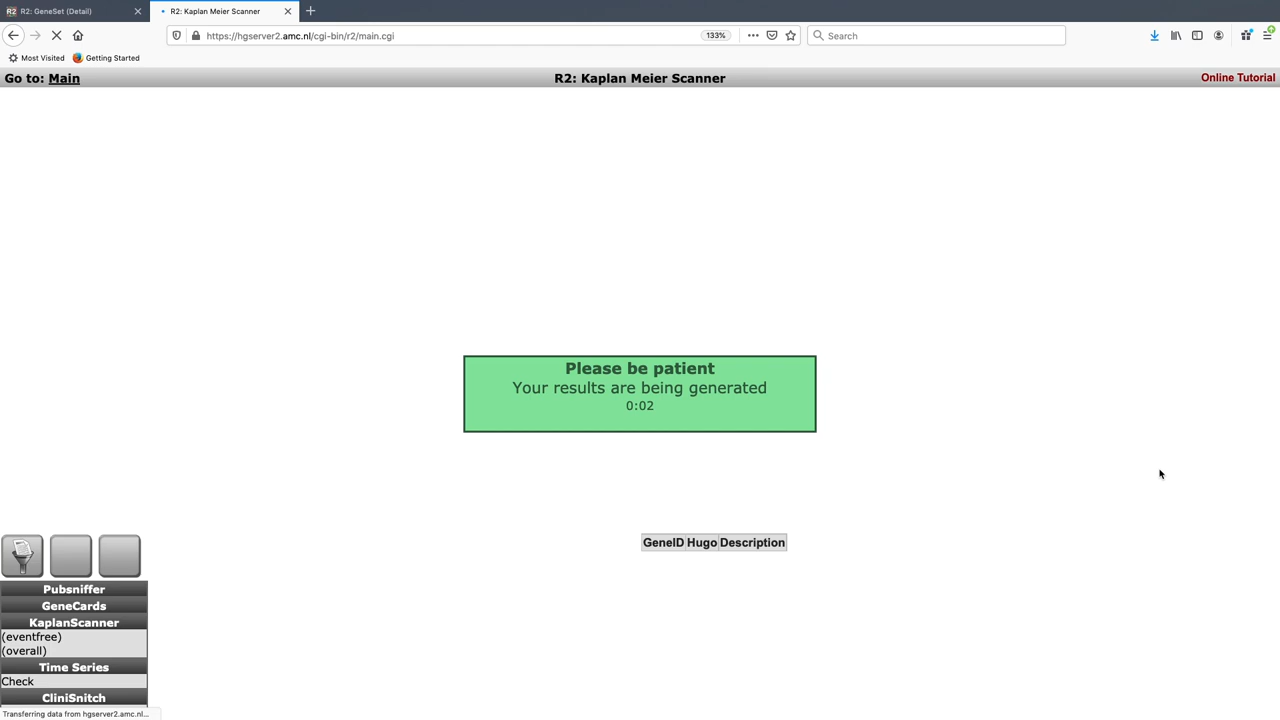 R2: GeneSet (Detail)
R2: Kaplan Meier Scanner
https://hgserver2.amc.nl/cgi-bin/r2/main.cgi
133%
Search
Most Visited
Getting Started
Go to: Main
R2: Kaplan Meier Scanner
Online Tutorial
Please be patient
Your results are being generated
0:02
GeneID Hugo Description
Pubsniffer
GeneCards
KaplanScanner
(eventfree)
(overall)
Time Series
Check
CliniSnitch
Transferring data from hgserver2.amc.nl...